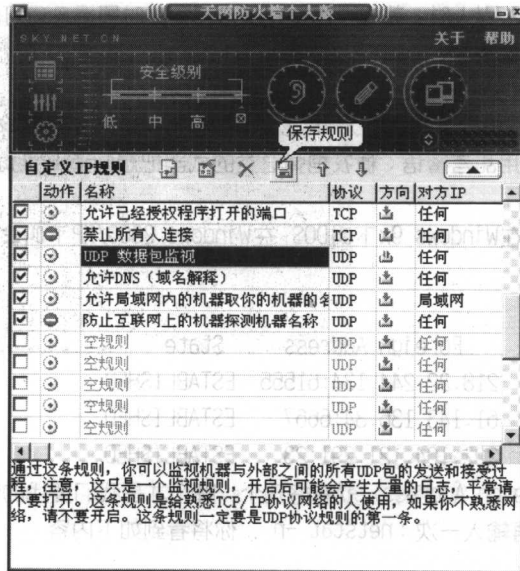 天网防火墙个人版
SKY.NET.CN 关于 帮助
安全级别
低 中 高
保存规则
自定义IP规则
动作 名称 协议 方向 对方IP
允许已经授权程序打开的端口 TCP 任何
禁止所有人连接 TCP 任何
UDP 数据包监视 UDP 任何
允许DNS（域名解释） UDP 任何
允许局域网内的机器取你的机器的名 UDP 局域网
防止互联网上的机器探测机器名称 UDP 任何
空规则 UDP 任何
空规则 UDP 任何
空规则 UDP 任何
空规则 UDP 任何
空规则 UDP 任何
通过这条规则，你可以监视机器与外部之间的所有UDP包的发送和接受过
程，注意，这只是一个监视规则，开启后可能会产生大量的日志，平常请
不要打开。这条规则是给熟悉TCP/IP协议网络的人使用，如果你不熟悉网
络，请不要开启。这条规则一定要是UDP协议规则的第一条。